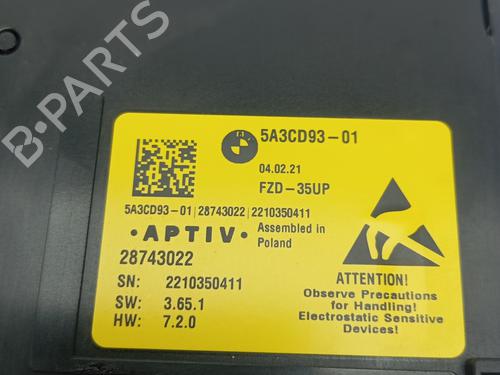 5A3CD93-01
04.02.21
FZD-35UP
5A3CD93-01|28743022|2210350411
• APTIV •
Assembled in
Poland
28743022
SN: 2210350411
SW: 3.65.1
HW: 7.2.0
ATTENTION!
Observe Precautions
for Handling!
Electrostatic Sensitive
Devices!
B-PARTS